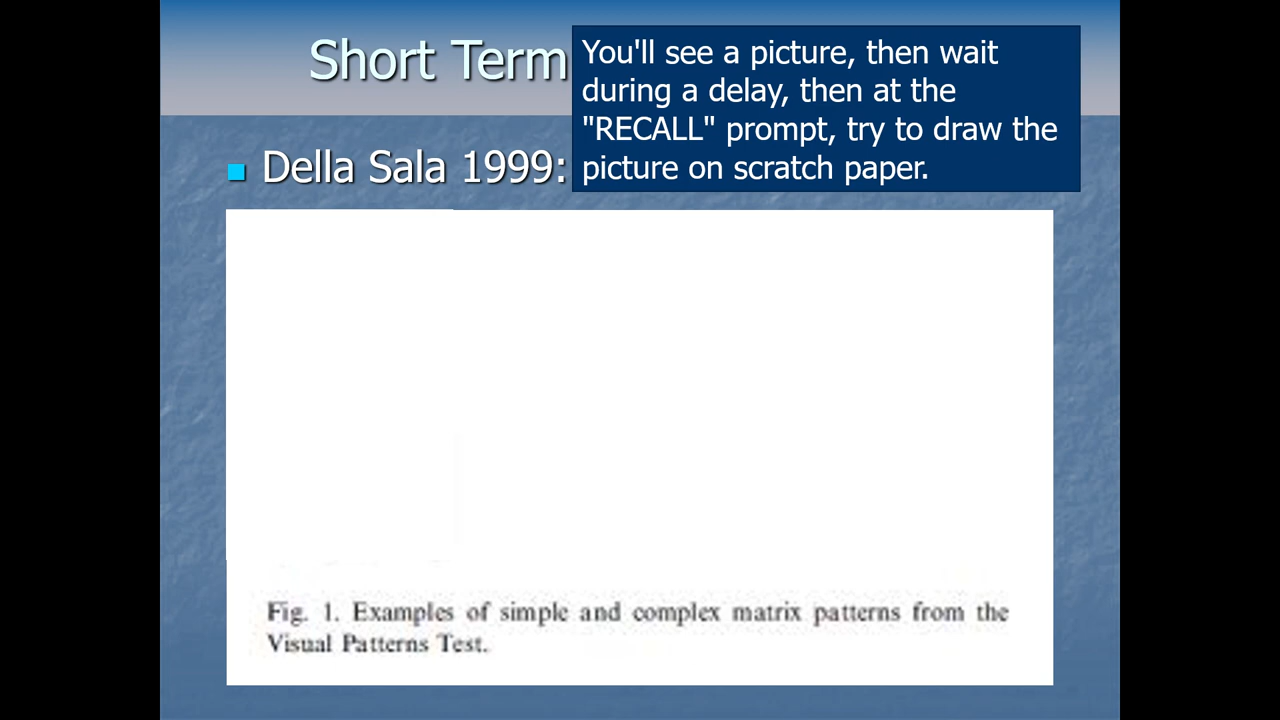 Short Term
You'll see a picture, then wait
during a delay, then at the
"RECALL" prompt, try to draw the
picture on scratch paper.
Della Sala 1999:
Fig. 1. Examples of simple and complex matrix patterns from the
Visual Patterns Test.